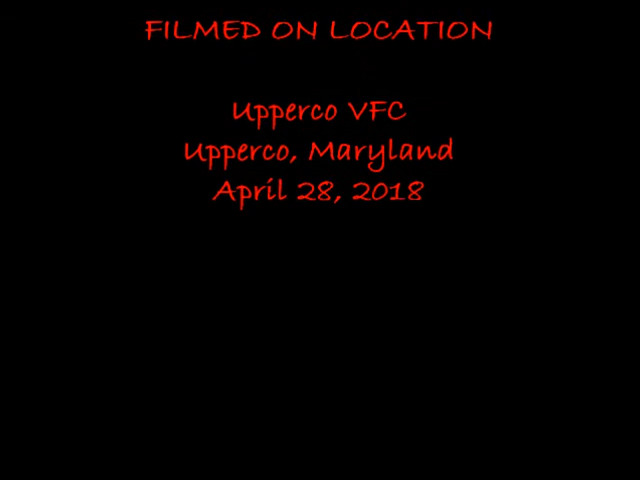 FILMED ON LOCATION
Upperco VFC
Upperco, Maryland
April 28, 2018